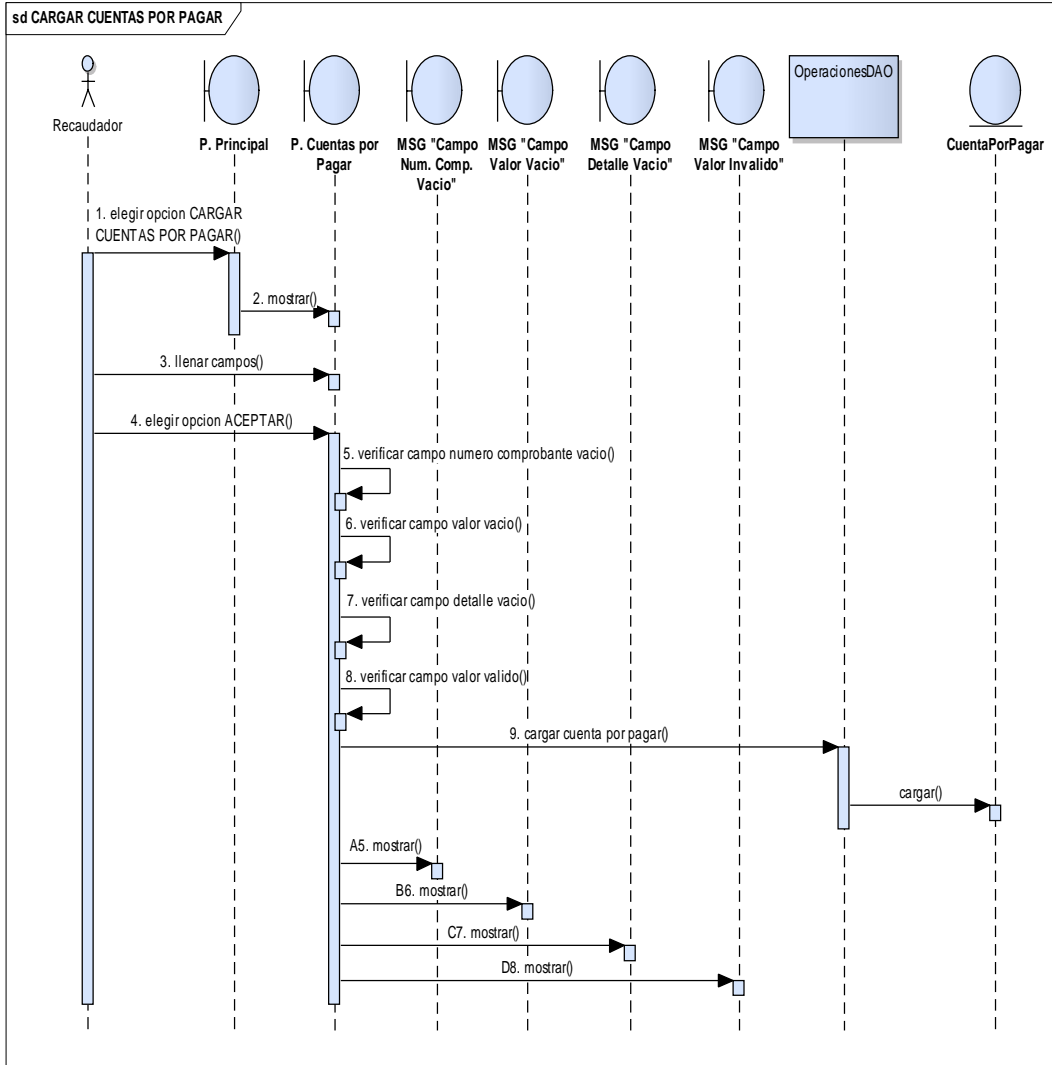 sd CARGAR CUENTAS POR PAGAR
Recaudador
P. Principal
P. Cuentas por
Pagar
MSG "Campo
Num. Comp.
Vacio"
MSG "Campo
Valor Vacio"
MSG "Campo
Detalle Vacio"
MSG "Campo
Valor Invalido"
OperacionesDAO
CuentaPorPagar
1. elegir opcion CARGAR
CUENTAS POR PAGAR()
2. mostrar()
3. llenar campos()
4. elegir opcion ACEPTAR()
5. verificar campo numero comprobante vacio()
6. verificar campo valor vacio()
7. verificar campo detalle vacio()
8. verificar campo valor valido()
9. cargar cuenta por pagar()
cargar()
A5. mostrar()
B6. mostrar()
C7. mostrar()
D8. mostrar()